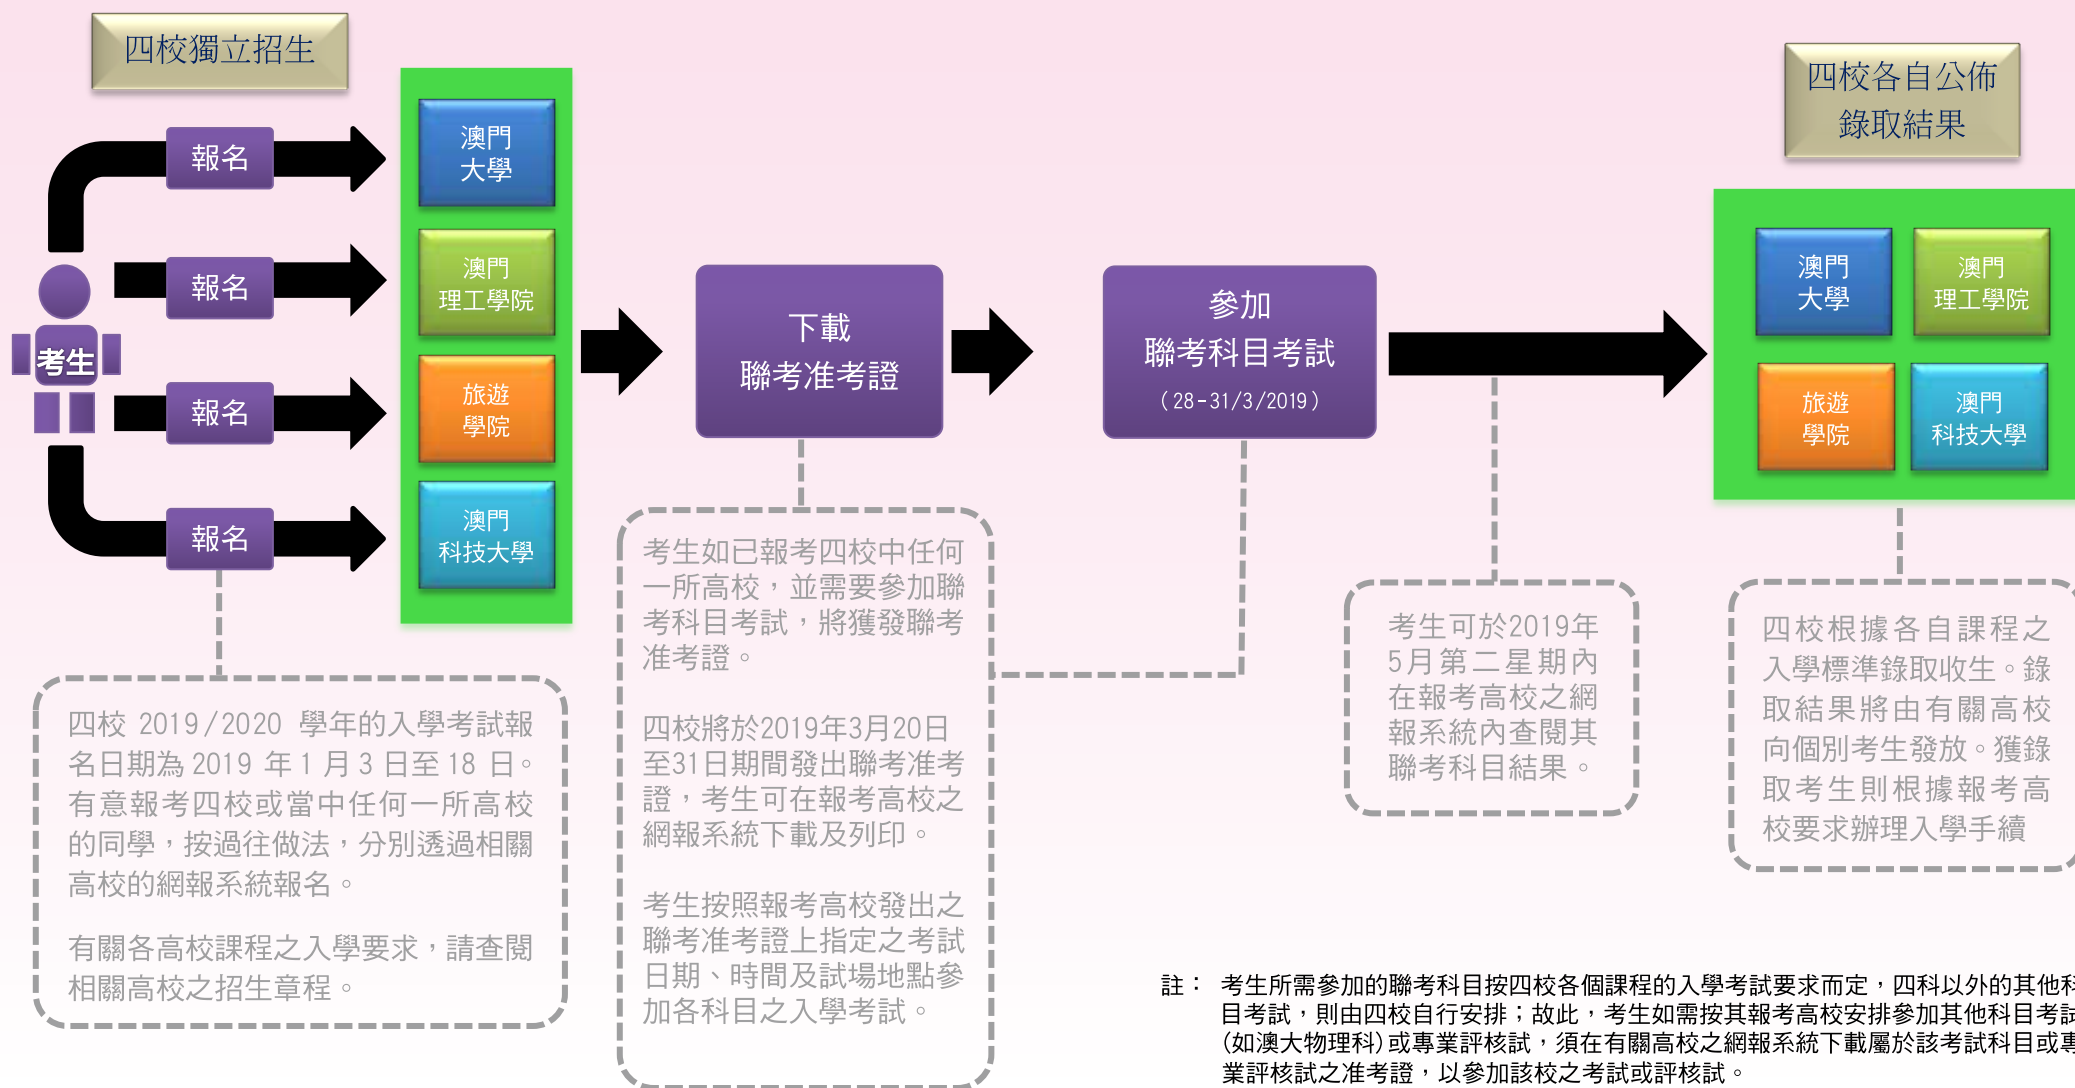 四校獨立招生
報名
報名
報名
報名
考生
澳門
大學
澳門
理工學院
旅遊
學院
澳門
科技大學
下載
聯考准考證
參加
聯考科目考試
(28-31/3/2019)
四校各自公佈
錄取結果
澳門
大學
澳門
理工學院
旅遊
學院
澳門
科技大學
四校 2019/2020 學年的入學考試報
名日期為 2019 年 1 月 3 日至 18 日。
有意報考四校或當中任何一所高校
的同學，按過往做法，分別透過相關
高校的網報系統報名。
有關各高校課程之入學要求，請查閱
相關高校之招生章程。
考生如已報考四校中任何
一所高校，並需要參加聯
考科目考試，將獲發聯考
准考證。
四校將於2019年3月20日
至31日期間發出聯考准考
證，考生可在報考高校之
網報系統下載及列印。
考生按照報考高校發出之
聯考准考證上指定之考試
日期、時間及試場地點參
加各科目之入學考試。
考生可於2019年
5月第二星期內
在報考高校之網
報系統內查閱其
聯考科目結果。
四校根據各自課程之
入學標準錄取收生。錄
取結果將由有關高校
向個別考生發放。獲錄
取考生則根據報考高
校要求辦理入學手續
註： 考生所需參加的聯考科目按四校各個課程的入學考試要求而定，四科以外的其他科
目考試，則由四校自行安排；故此，考生如需按其報考高校安排參加其他科目考試
(如澳大物理科)或專業評核試，須在有關高校之網報系統下載屬於該考試科目或專
業評核試之准考證，以參加該校之考試或評核試。